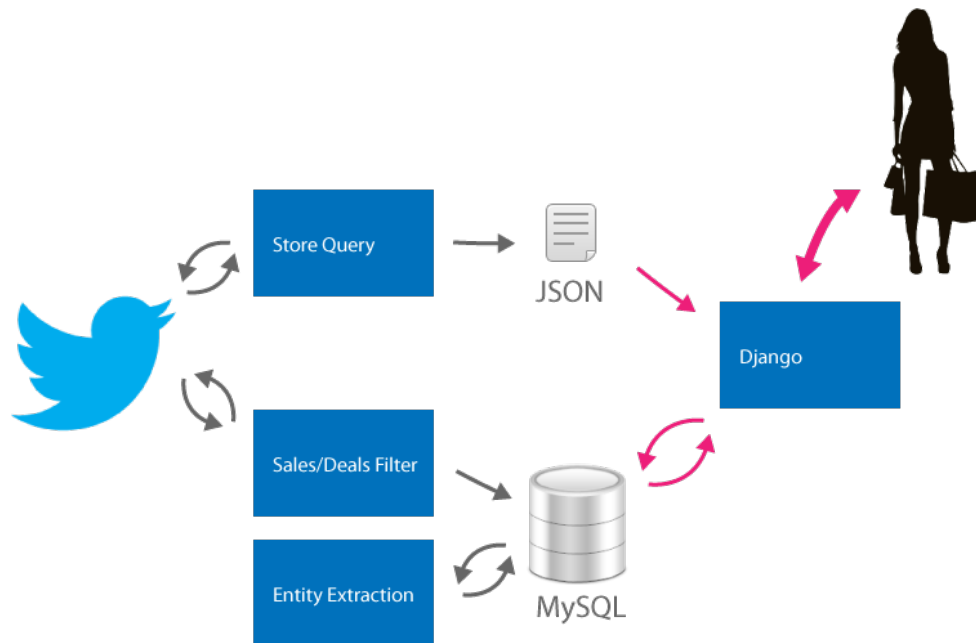 Store Query
JSON
Django
Sales/Deals Filter
Entity Extraction
MySQL